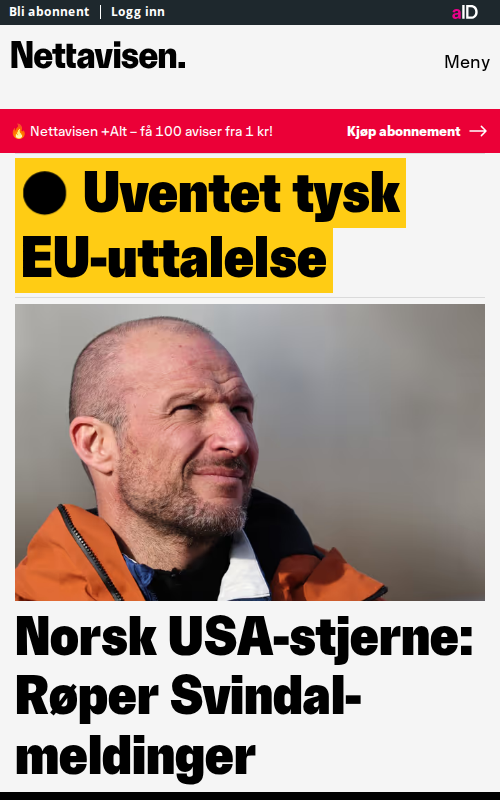 Bli abonnent
Logg inn
aID
Nettavisen.
Meny
🔥 Nettavisen +Alt – få 100 aviser fra 1 kr!
Kjøp abonnement →
● Uventet tysk
EU-uttalelse
Norsk USA-stjerne:
Røper Svindal-
meldinger